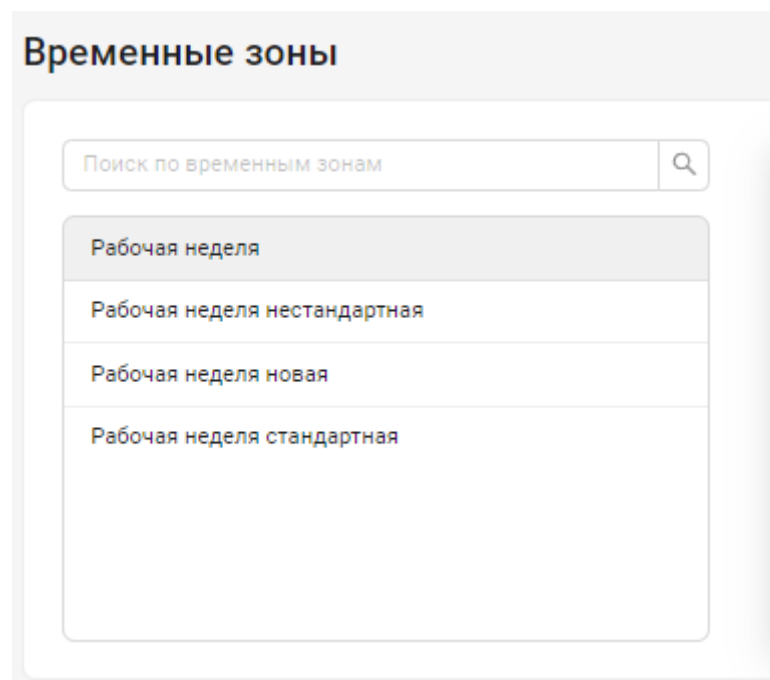 Временные зоны
Поиск по временным зонам
Рабочая неделя
Рабочая неделя нестандартная
Рабочая неделя новая
Рабочая неделя стандартная